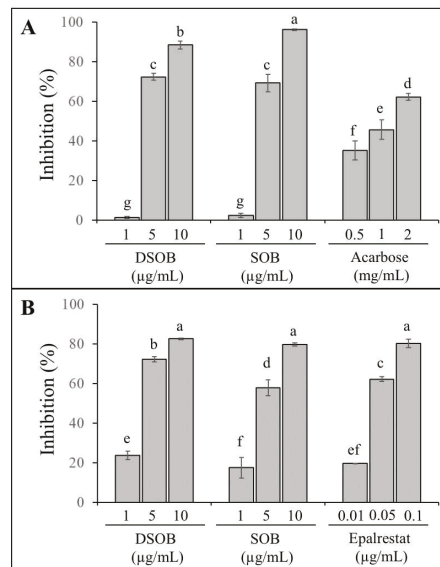 A
100
80
60
40
20
0
Inhibition (%)
g c b g c a f e d
1 5 10 1 5 10 0.5 1 2
DSOB SOB Acarbose
(µg/mL) (µg/mL) (mg/mL)
B
100
80
60
40
20
0
Inhibition (%)
e b a f d a ef c a
1 5 10 1 5 10 0.01 0.05 0.1
DSOB SOB Epalrestat
(µg/mL) (µg/mL) (µg/mL)